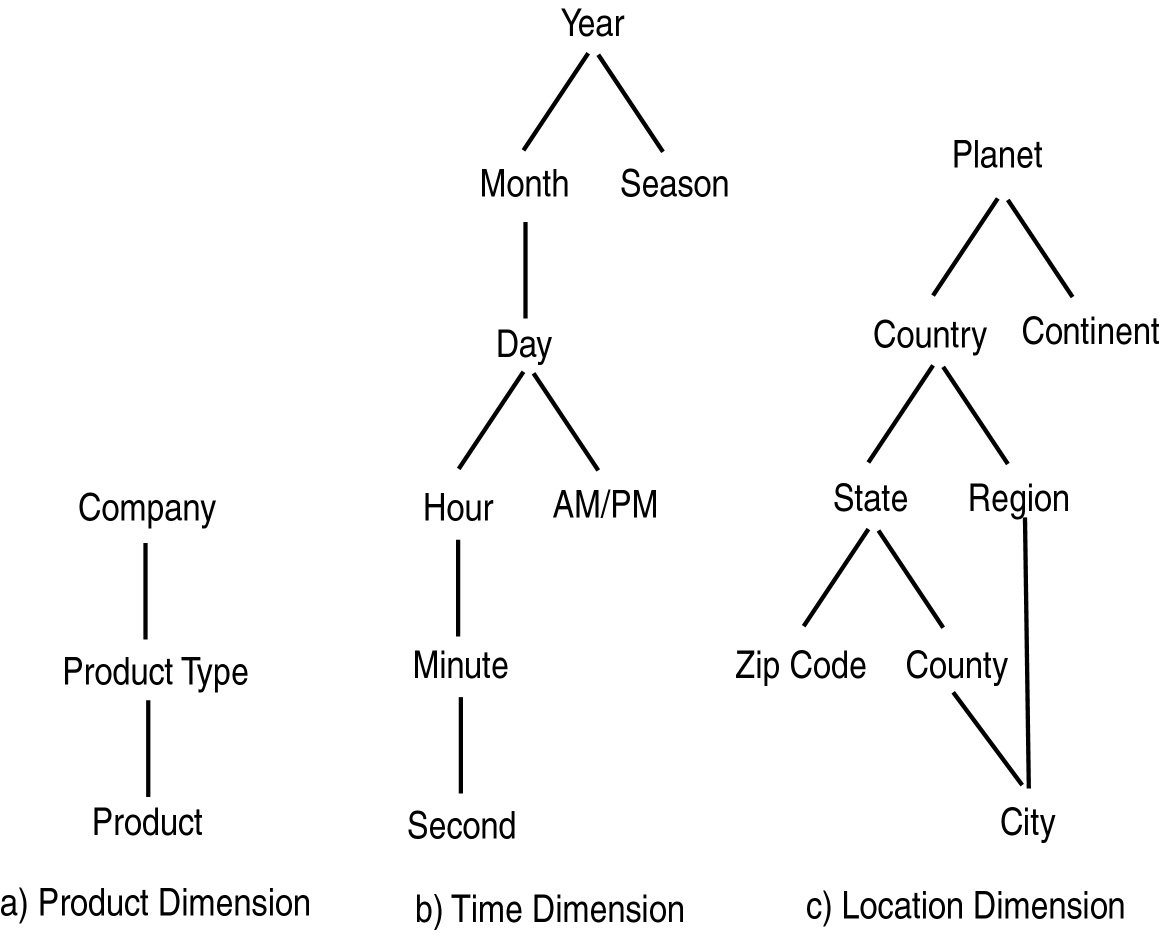 Company
Product Type
Product
a) Product Dimension
Year
Month
Season
Day
Hour
AM/PM
Minute
Second
b) Time Dimension
Planet
Country
Continent
State
Region
Zip Code
County
City
c) Location Dimension